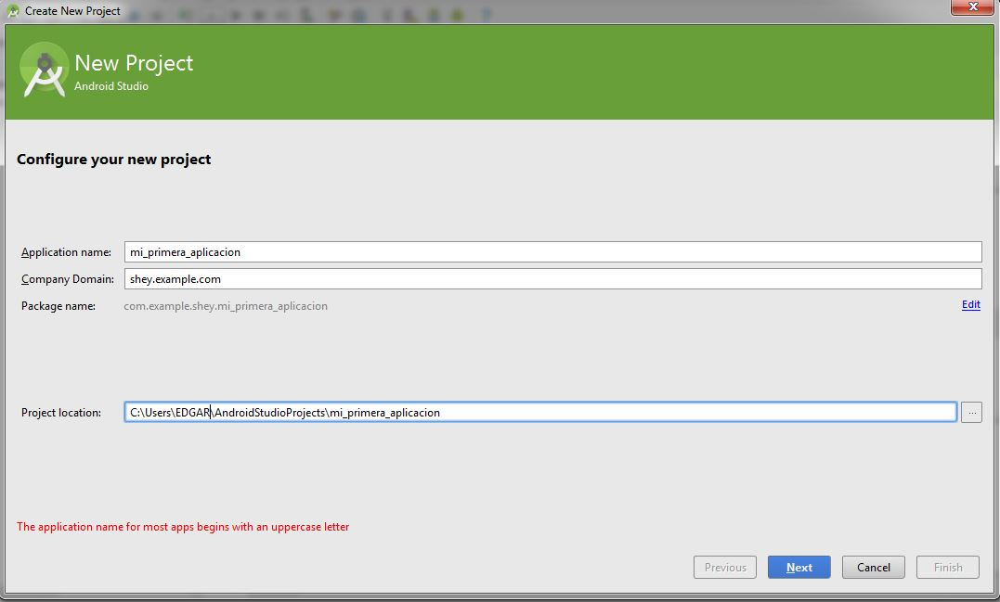 Create New Project
New Project
Android Studio
Configure your new project
Application name: mi_primera_aplicacion
Company Domain: shey.example.com
Package name: com.example.shey.mi_primera_aplicacion Edit
Project location: C:\Users\EDGAR\AndroidStudioProjects\mi_primera_aplicacion ...
The application name for most apps begins with an uppercase letter
Previous Next Cancel Finish